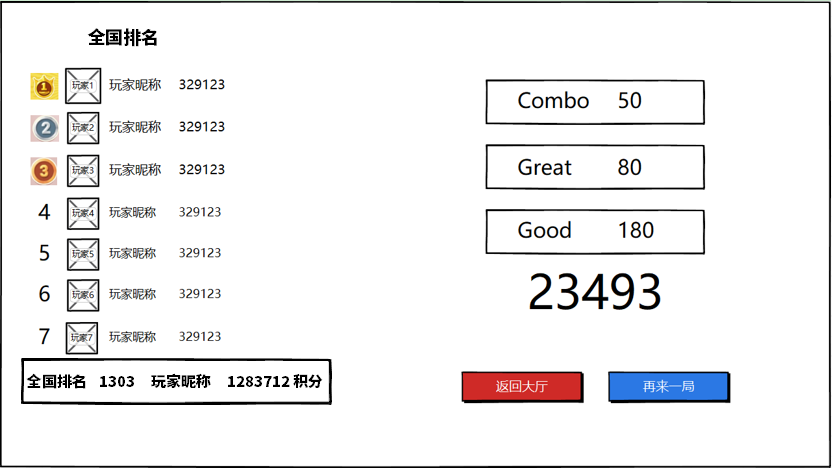 全国排名
1 玩家1 玩家昵称 329123
2 玩家2 玩家昵称 329123
3 玩家3 玩家昵称 329123
4 玩家4 玩家昵称 329123
5 玩家5 玩家昵称 329123
6 玩家6 玩家昵称 329123
7 玩家7 玩家昵称 329123
全国排名 1303 玩家昵称 1283712 积分
Combo 50
Great 80
Good 180
23493
返回大厅 再来一局